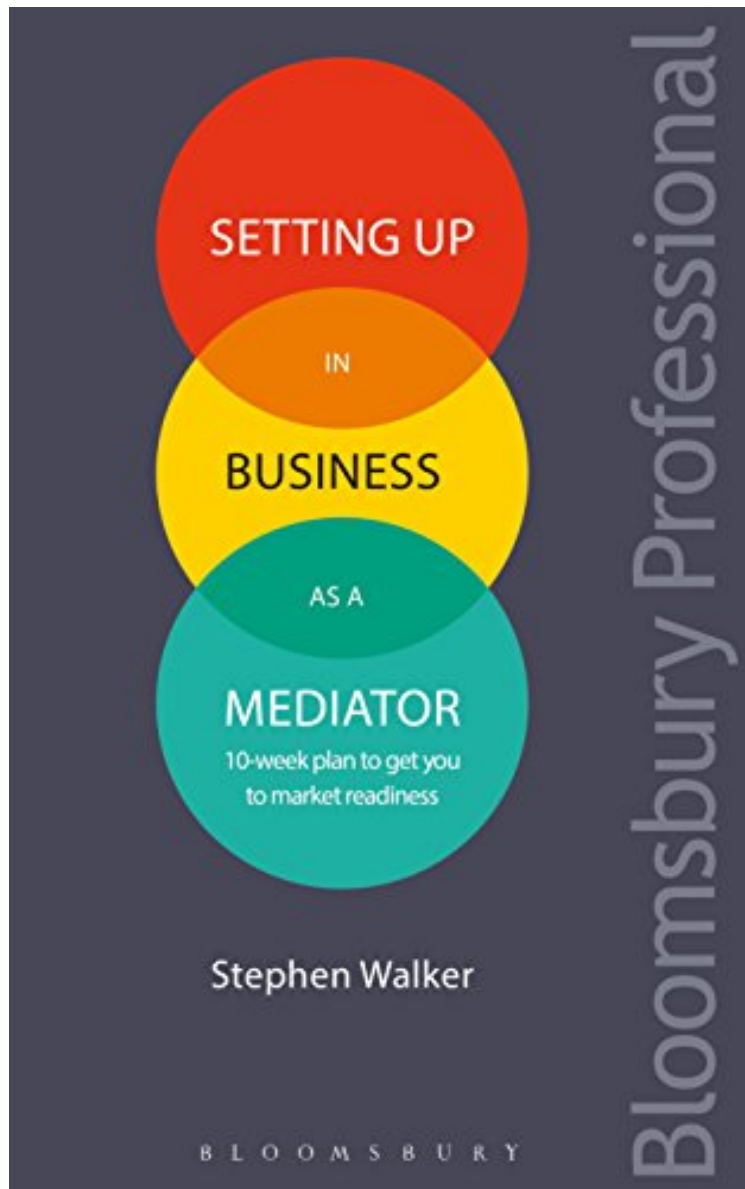 SETTING UP
IN
BUSINESS
AS A
MEDIATOR
10-week plan to get you
to market readiness
Stephen Walker
BLOOMSBURY
Bloomsbury Professional